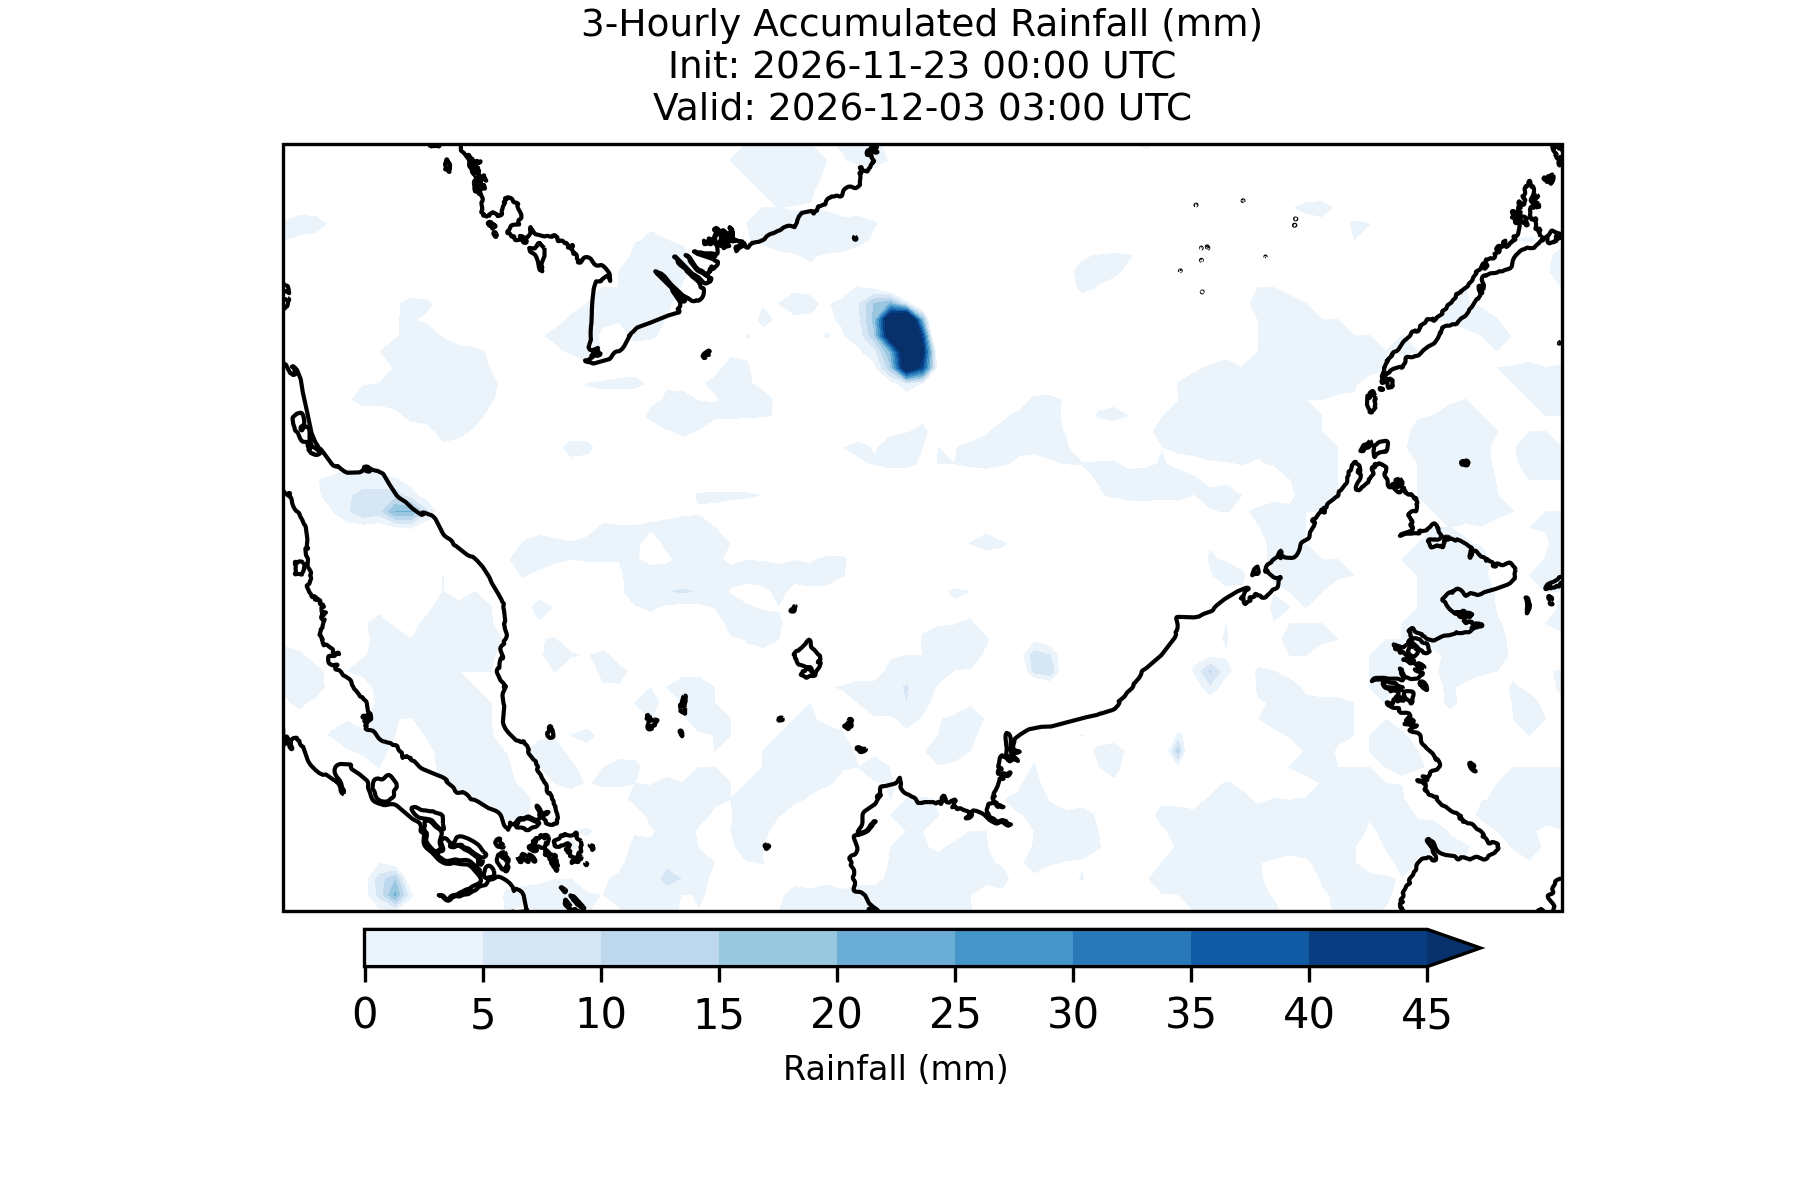 3-Hourly Accumulated Rainfall (mm)
Init: 2026-11-23 00:00 UTC
Valid: 2026-12-03 03:00 UTC
0 5 10 15 20 25 30 35 40 45
Rainfall (mm)